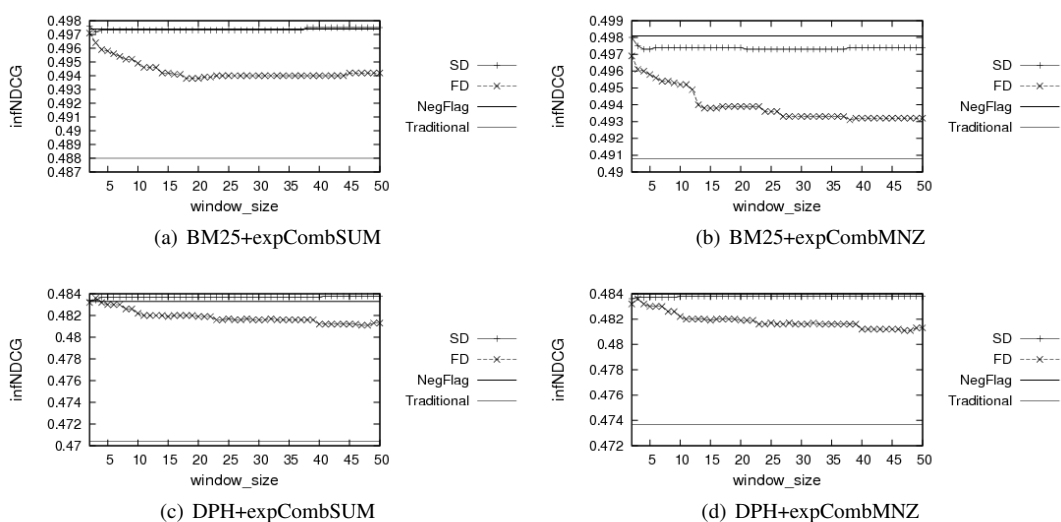 0.498
0.497
0.496
0.495
0.494
0.493
0.492
0.491
0.49
0.489
0.488
0.487
infNDCG
5 10 15 20 25 30 35 40 45 50
window_size
SD
FD
NegFlag
Traditional
(a) BM25+expCombSUM
0.499
0.498
0.497
0.496
0.495
0.494
0.493
0.492
0.491
0.49
infNDCG
5 10 15 20 25 30 35 40 45 50
window_size
SD
FD
NegFlag
Traditional
(b) BM25+expCombMNZ
0.484
0.482
0.48
0.478
0.476
0.474
0.472
0.47
infNDCG
5 10 15 20 25 30 35 40 45 50
window_size
SD
FD
NegFlag
Traditional
(c) DPH+expCombSUM
0.484
0.482
0.48
0.478
0.476
0.474
0.472
infNDCG
5 10 15 20 25 30 35 40 45 50
window_size
SD
FD
NegFlag
Traditional
(d) DPH+expCombMNZ